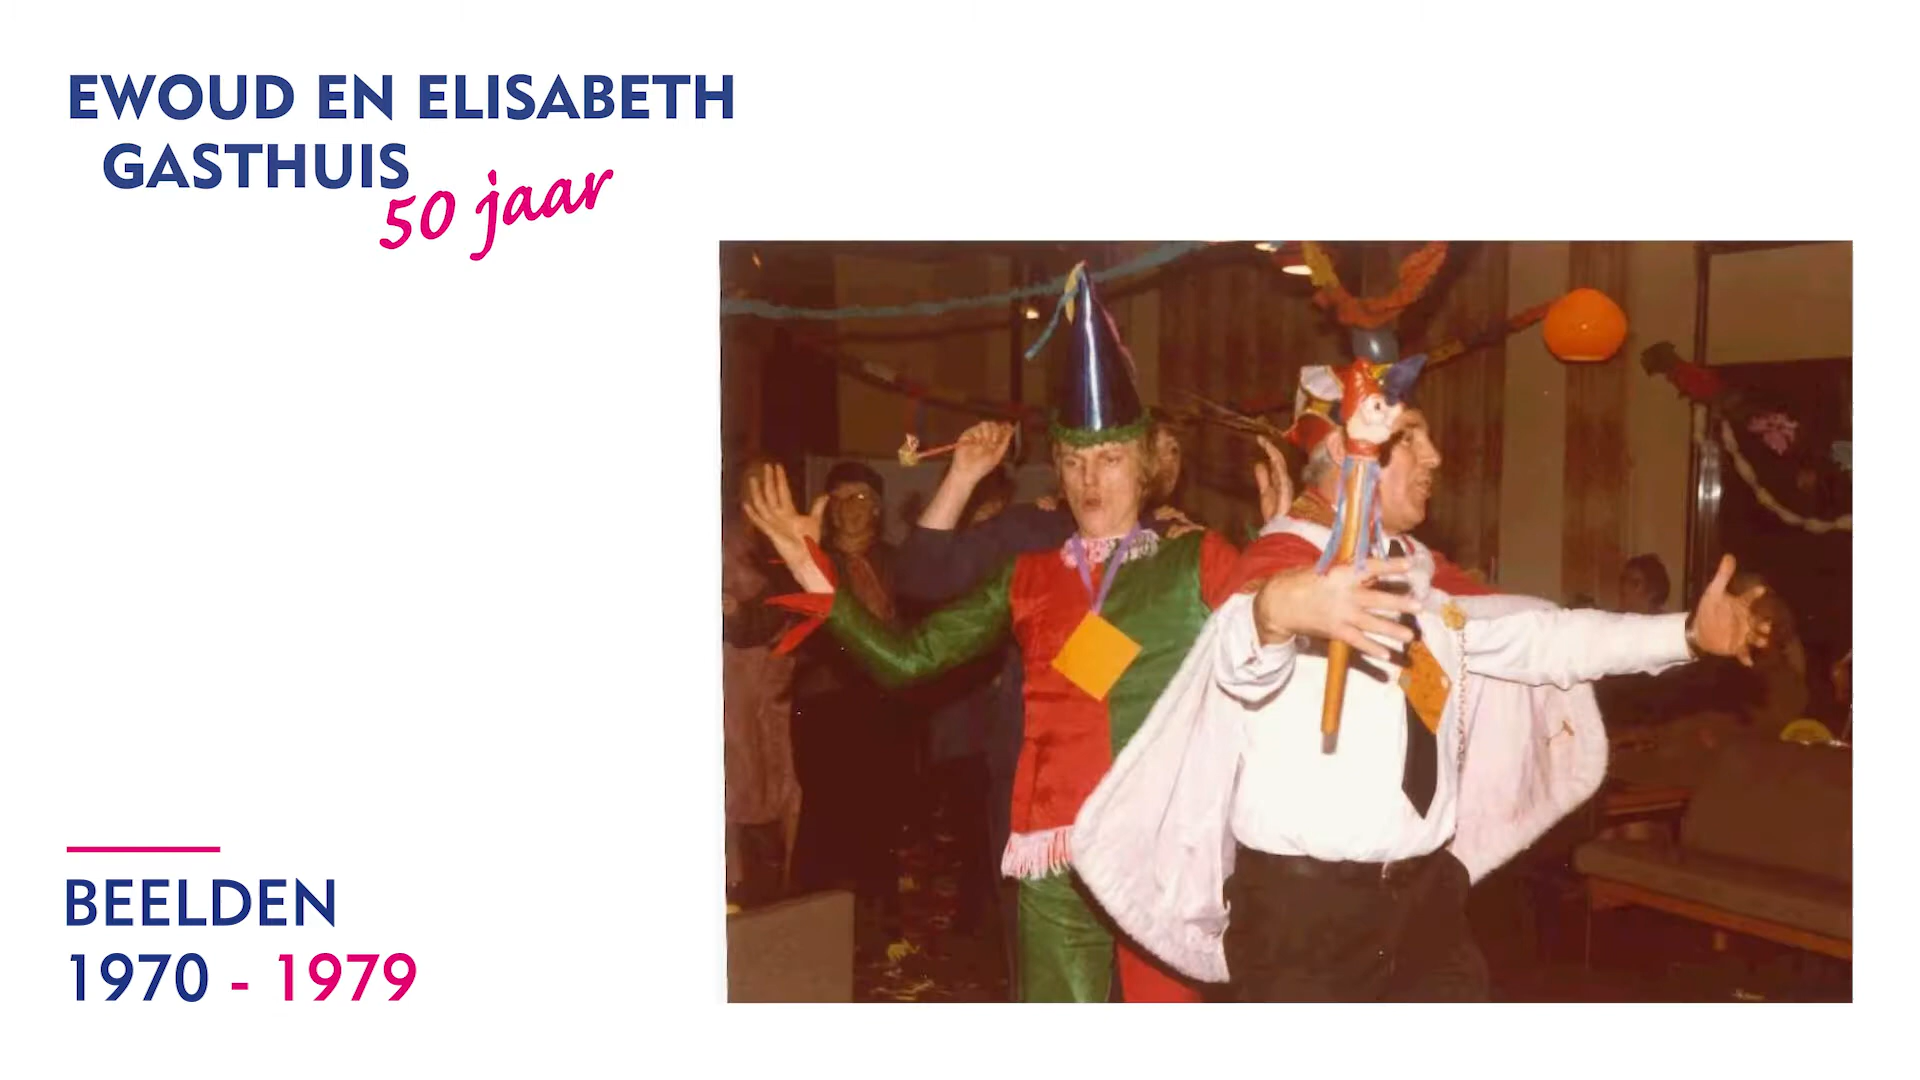 EWOUD EN ELISABETH
GASTHUIS
50 jaar
BEELDEN
1970 - 1979